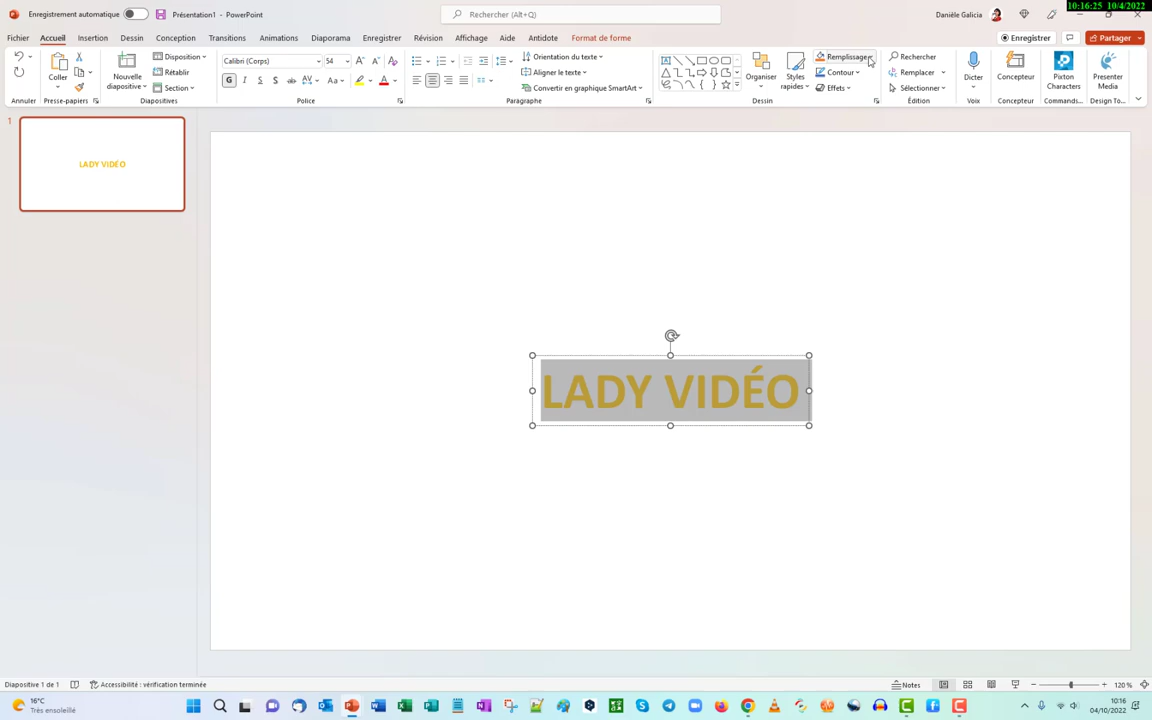 10:16:25 10/4/2022
Enregistrement automatique
Présentation1 - PowerPoint
Rechercher (Alt+Q)
Danièle Galicia
Fichier Accueil Insertion Dessin Conception Transitions Animations Diaporama Enregistrer Révision Affichage Aide Antidote Format de forme
Enregistrer Partager
Coller
Nouvelle diapositive
Disposition
Rétablir
Section
Calibri (Corps) 54
G I S S AV Aa A
Orientation du texte
Aligner le texte
Convertir en graphique SmartArt
Organiser
Styles rapides
Remplissage
Contour
Effets
Rechercher
Remplacer
Sélectionner
Dicter
Concepteur
Pixton Characters
Présenter Media
Annuler Presse-papiers Diapositives Police Paragraphe Dessin Édition Voix Concepteur Commands... Design To...
1
LADY VIDÉO
LADY VIDÉO
Diapositive 1 de 1 Accessibilité : vérification terminée
Notes
120 %
16°C
Très ensoleillé
10:16
04/10/2022